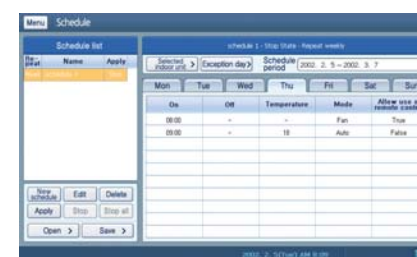 Menu Schedule
Schedule list
schedule 1 - Stop State - Repeat weekly
Re-peat Name Apply
Selected indoor unit > Exception day > Schedule period 2002. 2. 5 ~ 2002. 3. 7
Mon Tue Wed Thu Fri Sat Sun
On Off Temperature Mode Allow use
remote
08:00 - - Fan True
09:00 - 18 Auto False
New schedule Edit Delete
Apply Stop Stop all
Open > Save >